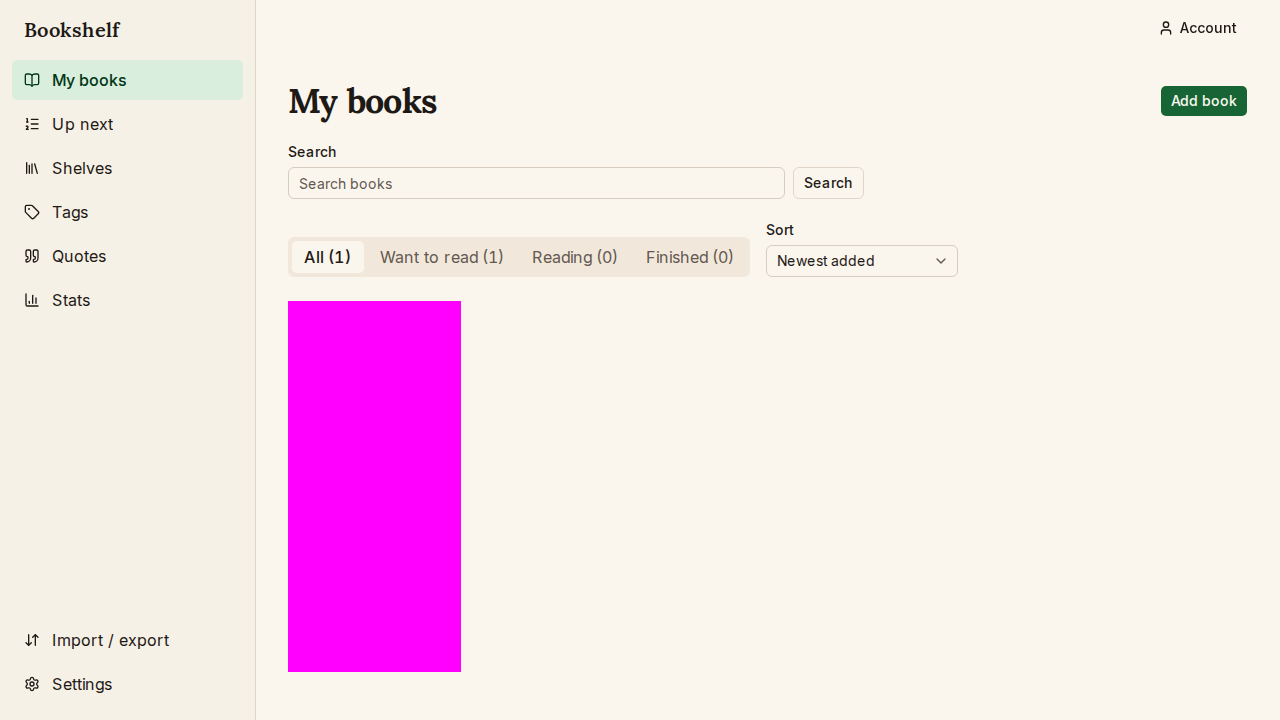 Bookshelf
Account
My books
Up next
Shelves
Tags
Quotes
Stats
Import / export
Settings
My books
Add book
Search
Search books
Search
All (1)
Want to read (1)
Reading (0)
Finished (0)
Sort
Newest added